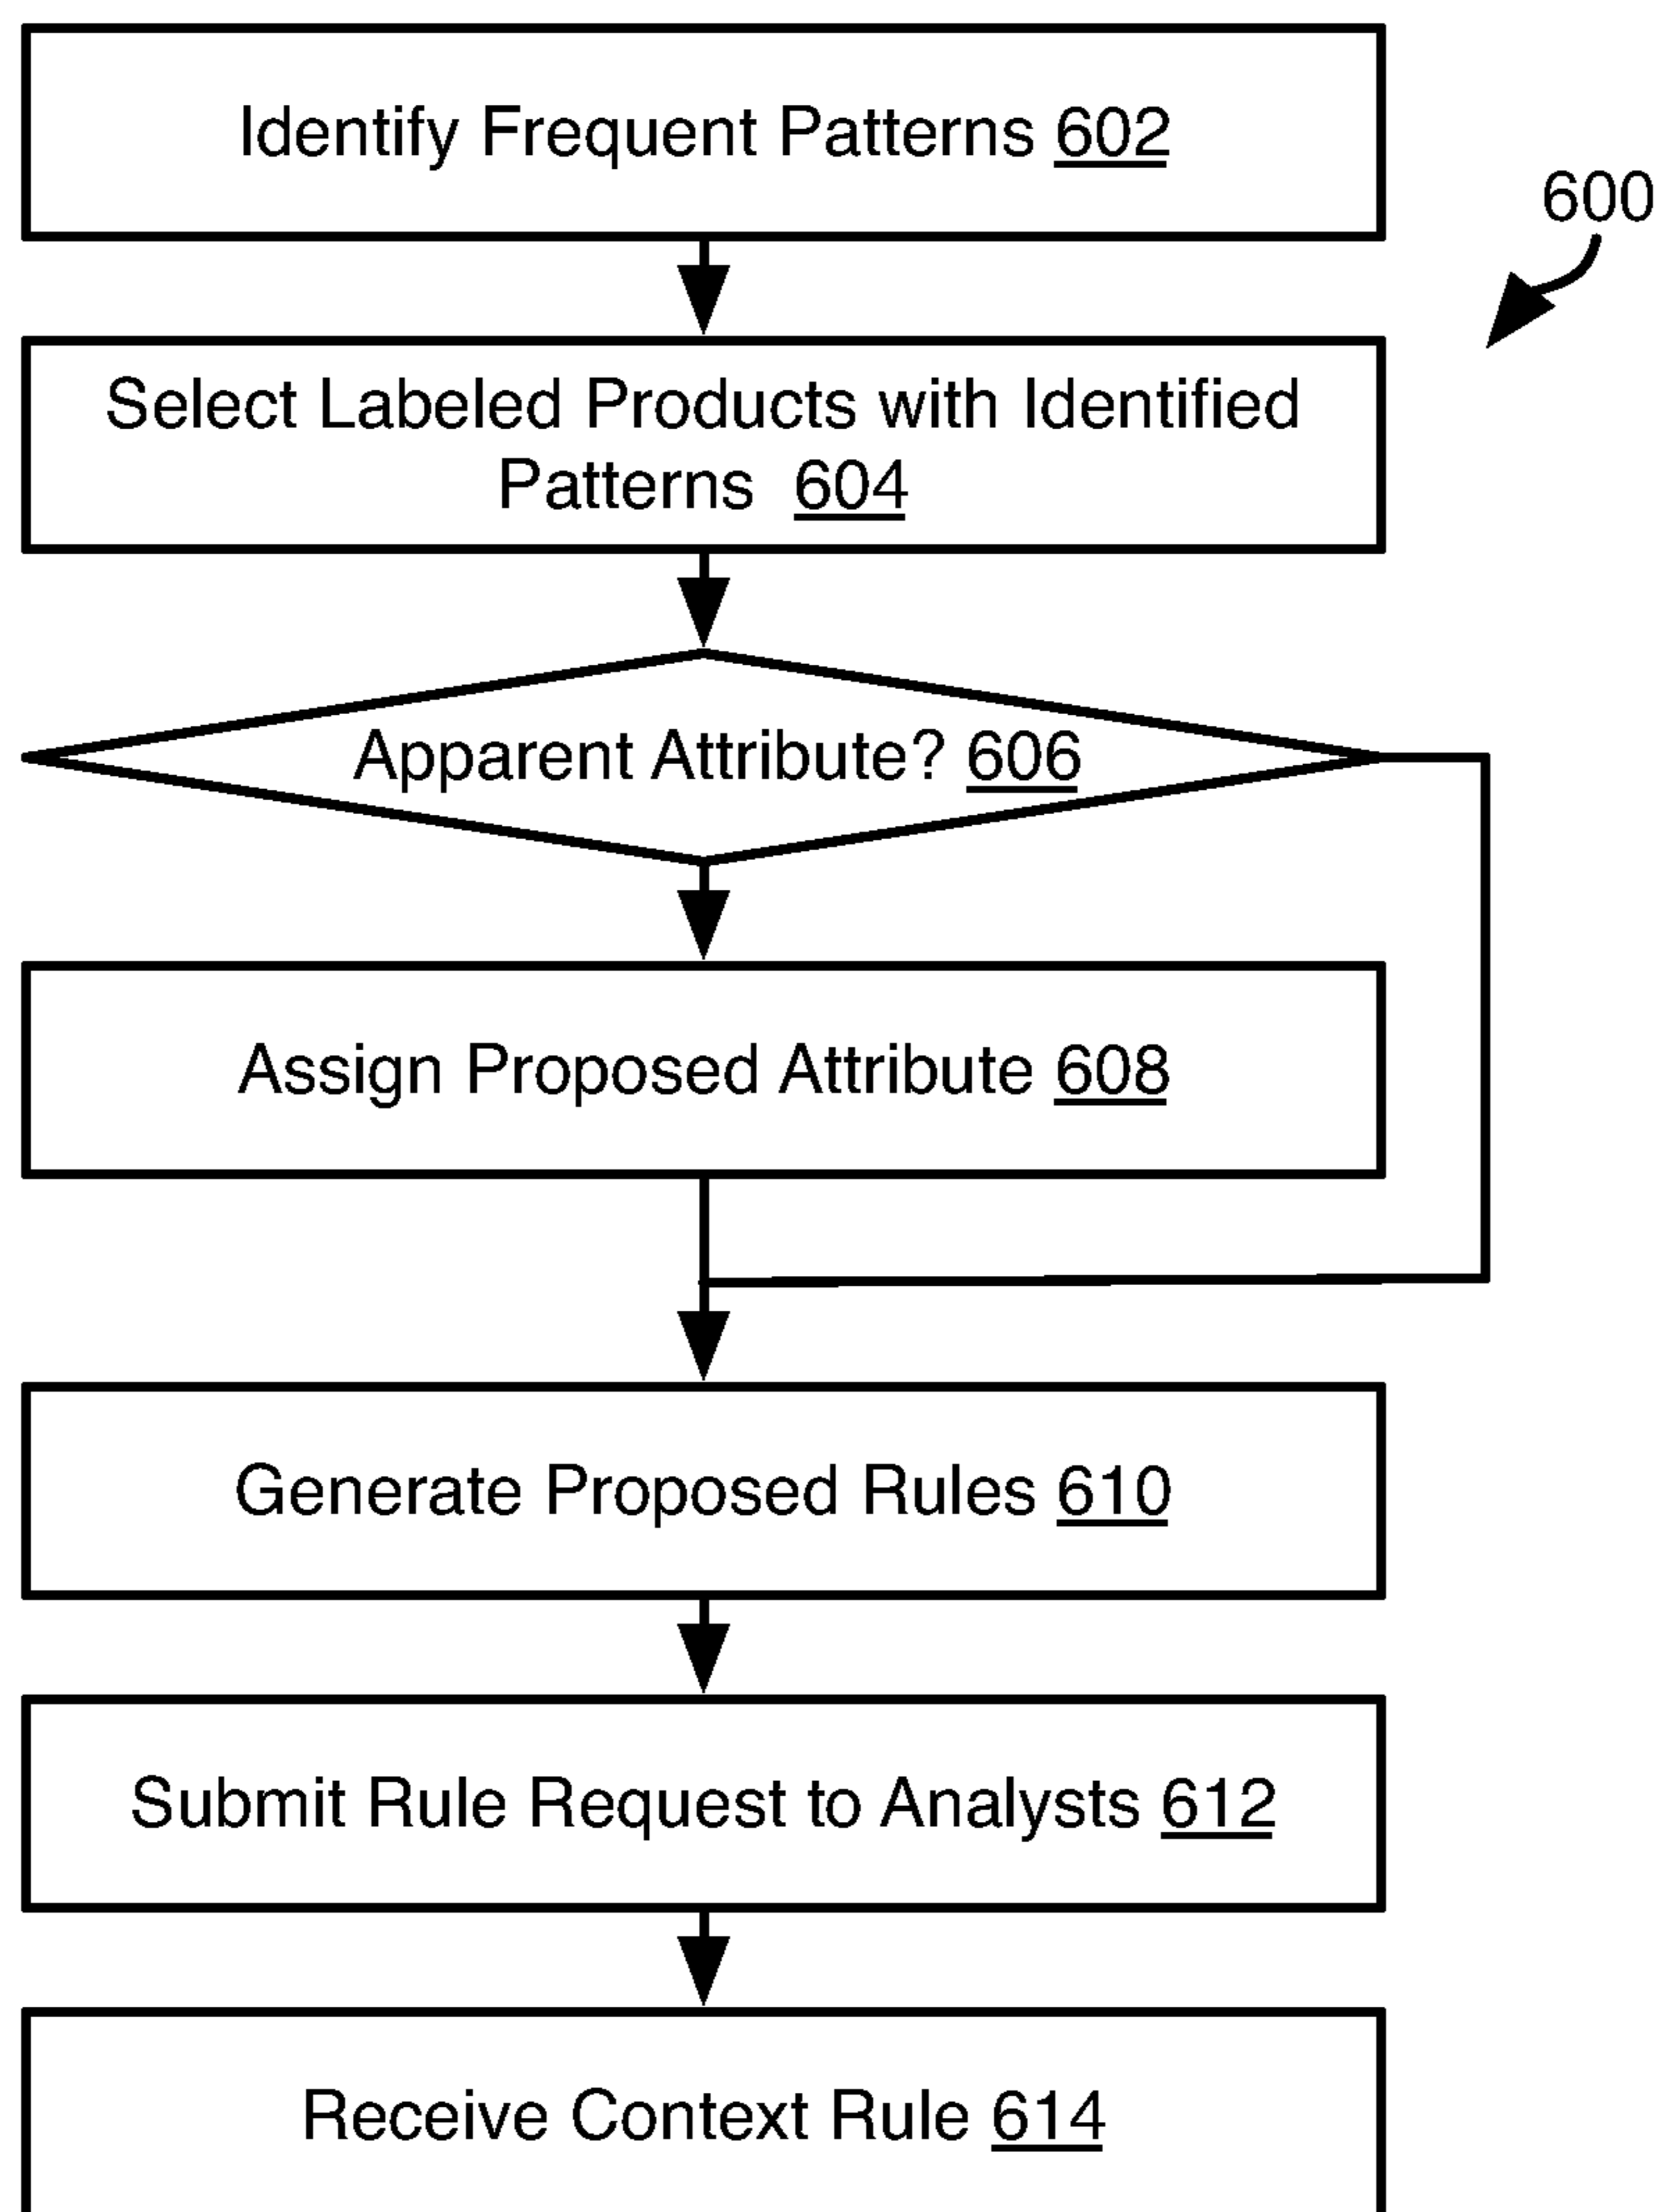 Identify Frequent Patterns 602
600
Select Labeled Products with Identified
Patterns 604
Apparent Attribute? 606
Assign Proposed Attribute 608
Generate Proposed Rules 610
Submit Rule Request to Analysts 612
Receive Context Rule 614